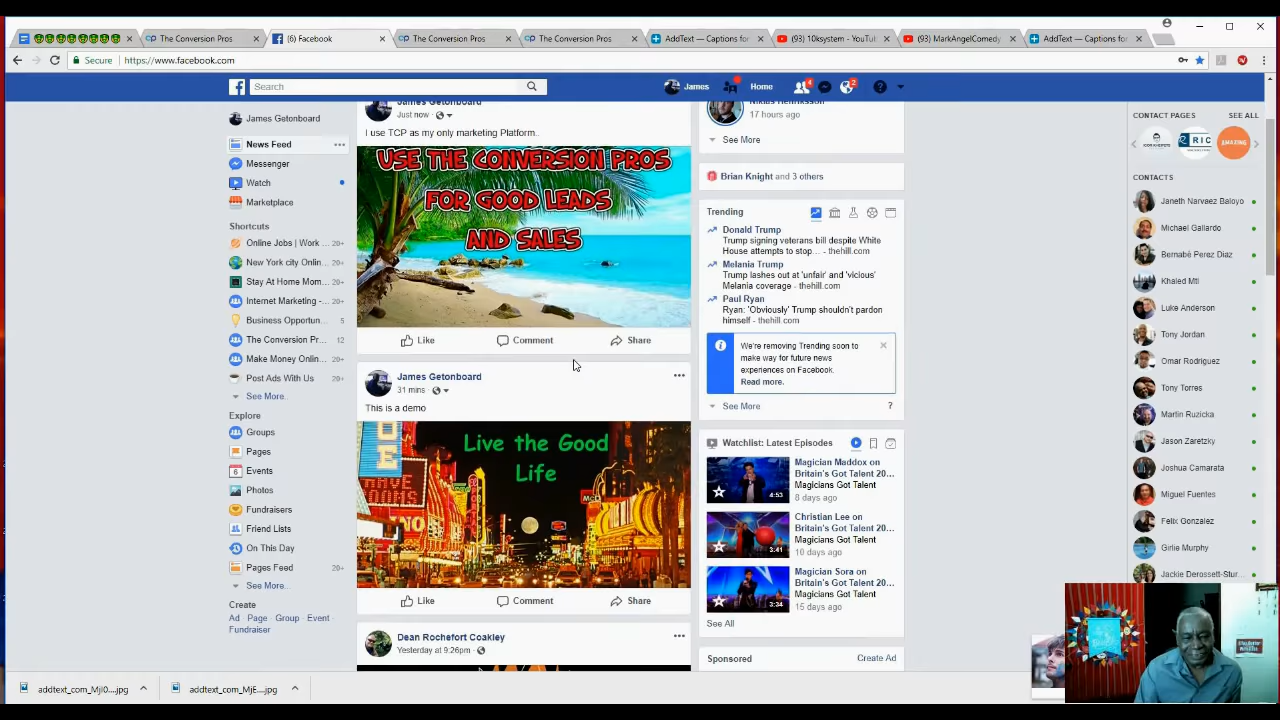 The Conversion Pros
(6) Facebook
The Conversion Pros
The Conversion Pros
AddText — Captions for
(93) 10ksystem - YouTu
(93) MarkAngelComedy
AddText — Captions for
Secure
https://www.facebook.com
Search
James
Home
4
2
James Getonboard
News Feed
Messenger
Watch
Marketplace
Shortcuts
Online Jobs | Work ... 20+
New york city Onlin... 20+
Stay At Home Mom... 20+
Internet Marketing -... 20+
Business Opportun... 5
The Conversion Pr... 12+
Make Money Onlin... 20+
Post Ads With Us 20+
See More...
Explore
Groups
Pages
Events
Photos
Fundraisers
Friend Lists
On This Day
Pages Feed 20+
See More...
Create
Ad Page Group Event
Fundraiser
James Getonboard
Just now
I use TCP as my only marketing Platform..
USE THE CONVERSION PROS
FOR GOOD LEADS
AND SALES
Like
Comment
Share
James Getonboard
31 mins
This is a demo
Live the Good
Life
Like
Comment
Share
Dean Rochefort Coakley
Yesterday at 9:26pm
Niklas Henriksson
17 hours ago
See More
Brian Knight and 3 others
Trending
Donald Trump
Trump signing veterans bill despite White
House attempts to stop... - thehill.com
Melania Trump
Trump lashes out at 'unfair' and 'vicious'
Melania coverage - thehill.com
Paul Ryan
Ryan: 'Obviously' Trump shouldn't pardon
himself - thehill.com
We're removing Trending soon to
make way for future news
experiences on Facebook.
Read more.
See More
?
Watchlist: Latest Episodes
4:53
Magician Maddox on
Britain's Got Talent 20...
Magicians Got Talent
8 days ago
3:41
Christian Lee on
Britain's Got Talent 20...
Magicians Got Talent
10 days ago
3:34
Magician Sora on
Britain's Got Talent 20...
Magicians Got Talent
15 days ago
See All
Sponsored
Create Ad
CONTACT PAGES
SEE ALL
RIC
AMAZING
CONTACTS
Janeth Narvaez Baloyo
Michael Gallardo
Bernabé Perez Diaz
Khaled Mti
Luke Anderson
Tony Jordan
Omar Rodriguez
Tony Torres
Martin Ruzicka
Jason Zaretzky
Joshua Camarata
Miguel Fuentes
Felix Gonzalez
Girlie Murphy
Jackie Derossett-Stur...
addtext_com_MjI0....jpg
addtext_com_MjE....jpg